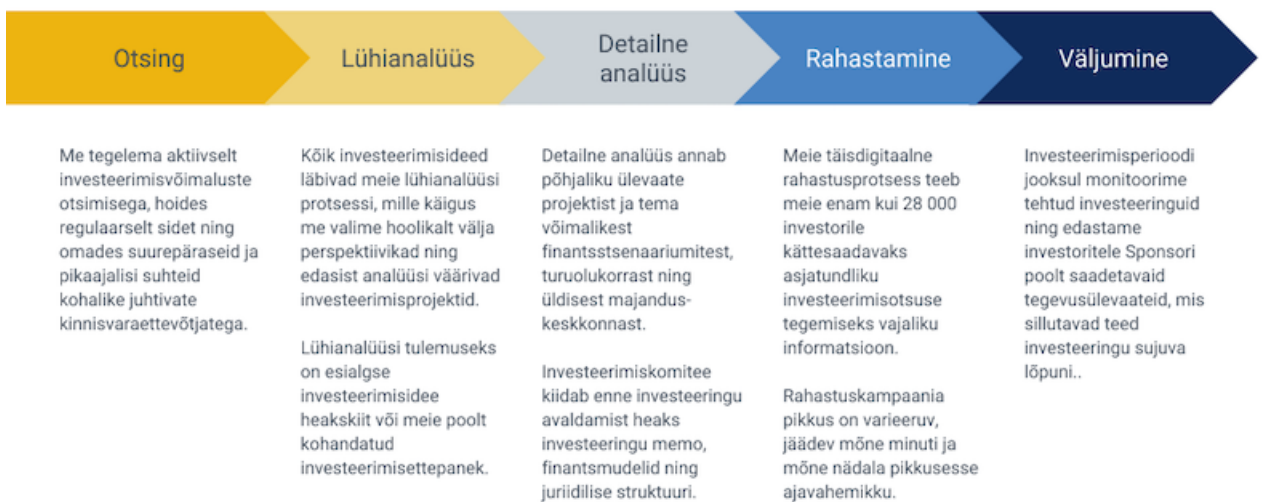 Otsing
Lühianalüüs
Detailne
analüüs
Rahastamine
Väljumine
Me tegelema aktiivselt
investeerimisvõimaluste
otsimisega, hoides
regulaarselt sidet ning
omades suurepäraseid ja
pikaajalisi suhteid
kohalike juhtivate
kinnisvaraettevõtjatega.
Kõik investeerimisideed
läbivad meie lühianalüüsi
protsessi, mille käigus
me valime hoolikalt välja
perspektiivikad ning
edasist analüüsi väärivad
investeerimisprojektid.
Lühianalüüsi tulemuseks
on esialgse
investeerimisidee
heakskiit või meie poolt
kohandatud
investeerimisettepanek.
Detailne analüüs annab
põhjaliku ülevaate
projektist ja tema
võimalikest
finantsstsenaariumitest,
turuolukorrast ning
üldisest majandus-
keskkonnast.
Investeerimiskomitee
kiidab enne investeeringu
avaldamist heaks
investeeringu memo,
finantsmudelid ning
juriidilise struktuuri.
Meie täisdigitaalne
rahastusprotsess teeb
meie enam kui 28 000
investorile
kättesaadavaks
asjatundliku
investeerimisotsuse
tegemiseks vajaliku
informatsioon.
Rahastuskampaania
pikkus on varieeruv,
jäädev mõne minuti ja
mõne nädala pikkusesse
ajavahemikku.
Investeerimisperioodi
jooksul monitoorime
tehtud investeeringuid
ning edastame
investoritele Sponsori
poolt saadetavaid
tegevusülevaateid, mis
sillutavad teed
investeeringu sujuva
lõpuni..